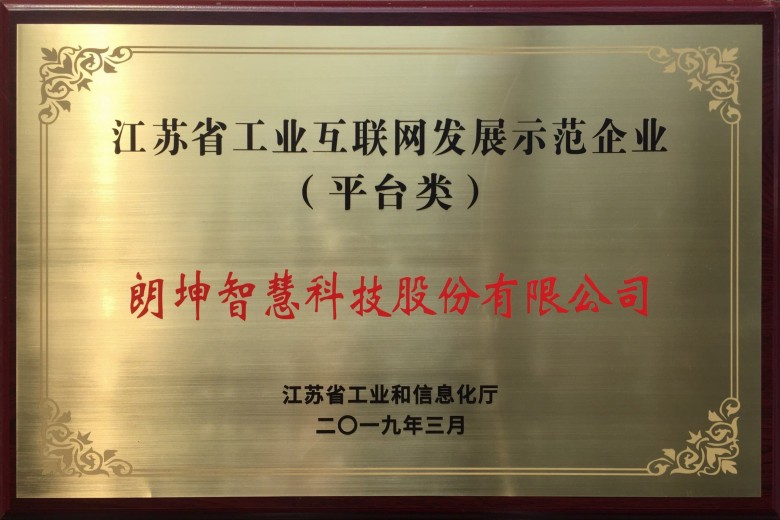 江苏省工业互联网发展示范企业
（平台类）
朗坤智慧科技股份有限公司
江苏省工业和信息化厅
二〇一九年三月